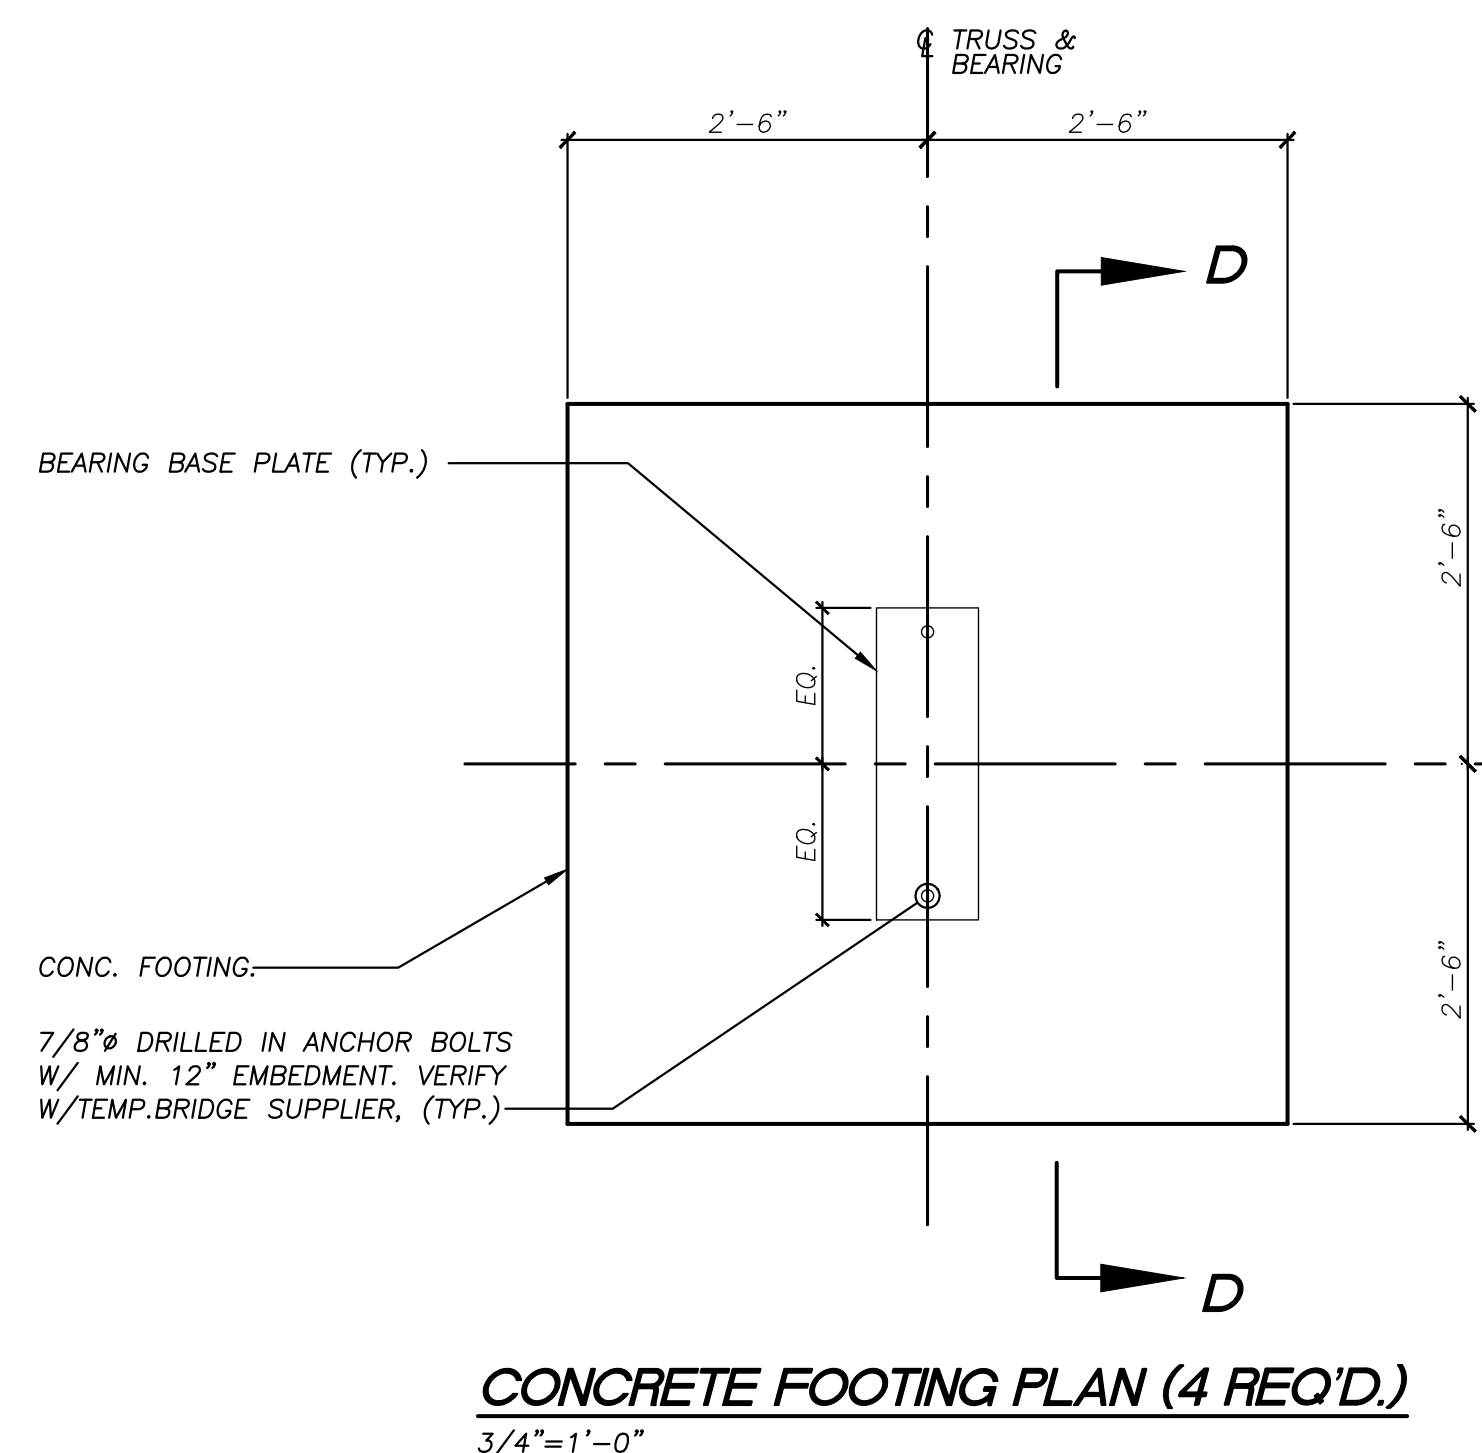 ℄ TRUSS &
BEARING
2'-6" 2'-6"
D
BEARING BASE PLATE (TYP.)
2'-6"
EQ.
EQ.
2'-6"
CONC. FOOTING.
7/8"ø DRILLED IN ANCHOR BOLTS
W/ MIN. 12" EMBEDMENT. VERIFY
W/TEMP.BRIDGE SUPPLIER, (TYP.)
D
CONCRETE FOOTING PLAN (4 REQ'D.)
3/4"=1'-0"